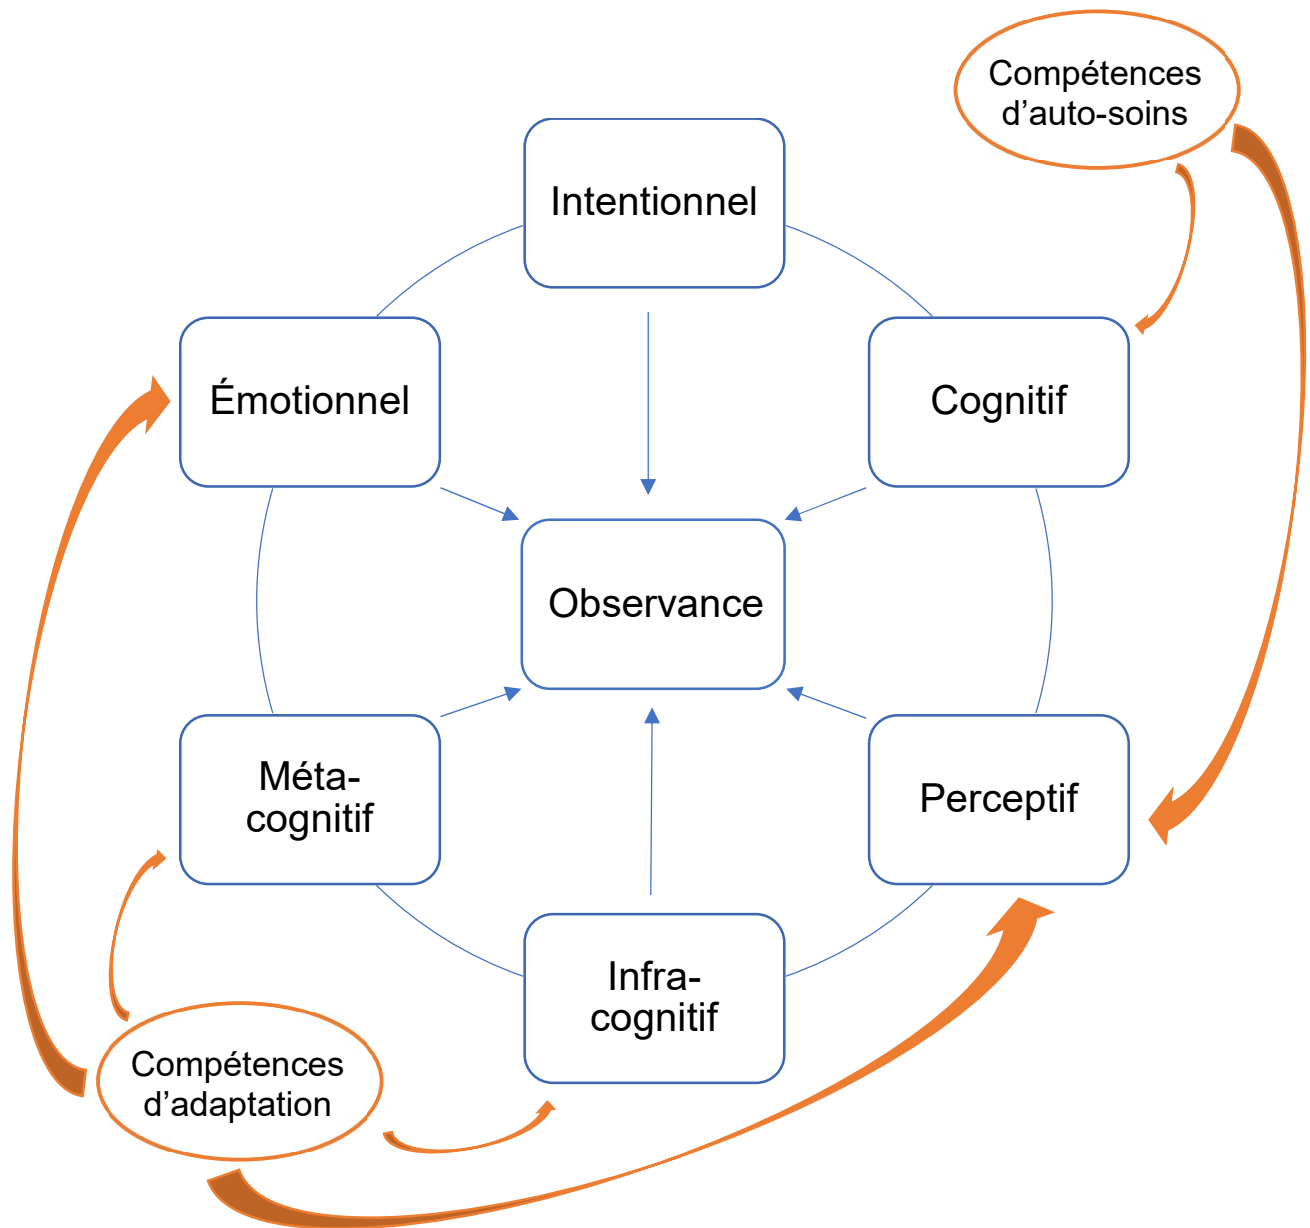 Compétences
d’auto-soins
Intentionnel
Émotionnel
Cognitif
Observance
Méta-
cognitif
Perceptif
Infra-
cognitif
Compétences
d’adaptation